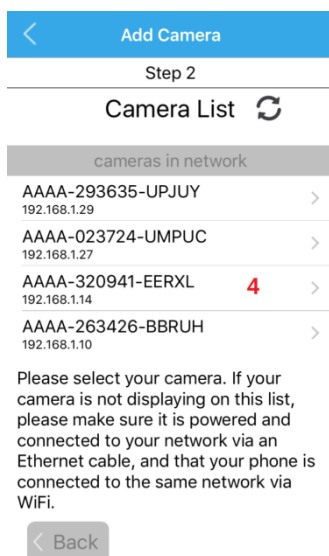 Add Camera
Step 2
Camera List
cameras in network
AAAA-293635-UPJUY
192.168.1.29
AAAA-023724-UMPUC
192.168.1.27
AAAA-320941-EERXL 4
192.168.1.14
AAAA-263426-BBRUH
192.168.1.10
Please select your camera. If your
camera is not displaying on this list,
please make sure it is powered and
connected to your network via an
Ethernet cable, and that your phone is
connected to the same network via
WiFi.
Back